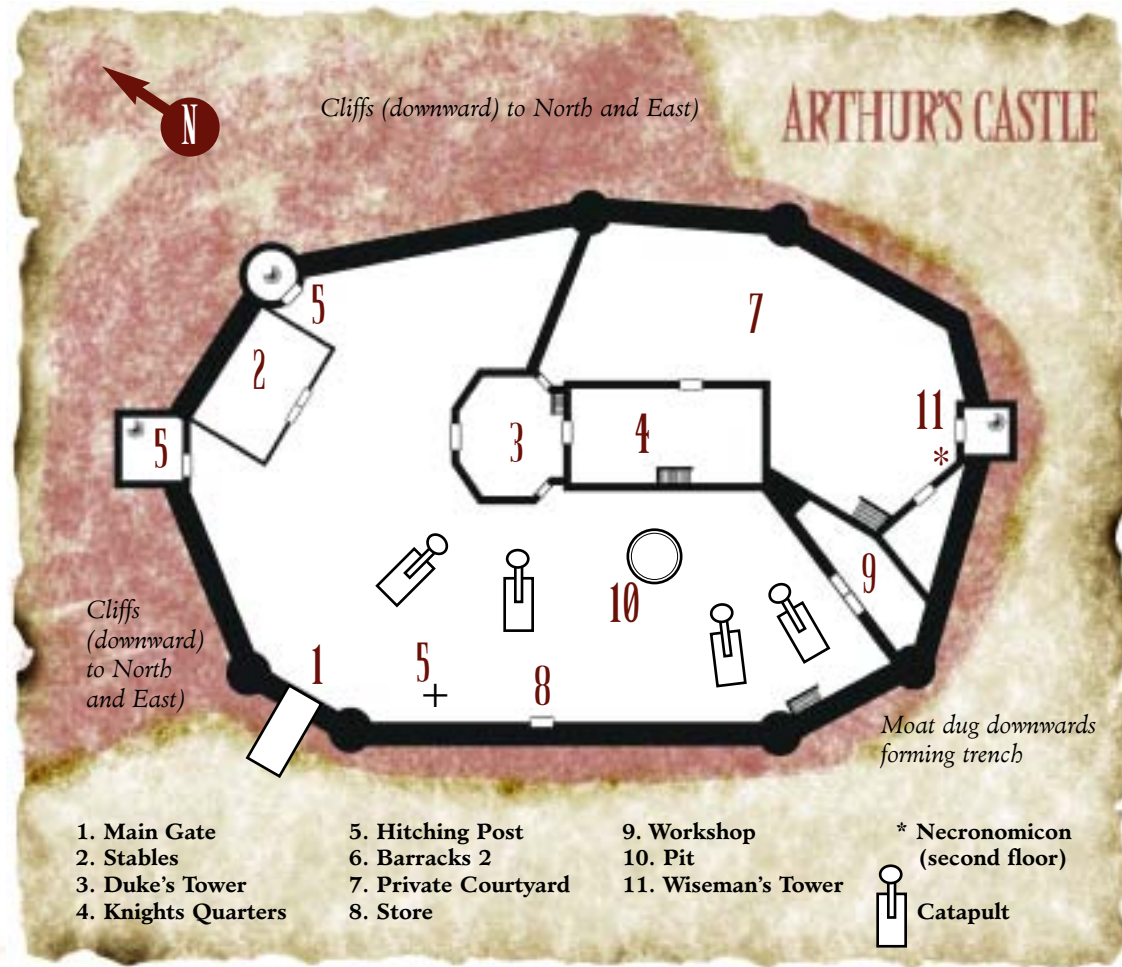 N
Cliffs (downward) to North and East)
ARTHUR'S CASTLE
5
7
2
11
*
5
3
4
9
10
1
5
8
Cliffs
(downward)
to North
and East)
Moat dug downwards
forming trench
1. Main Gate
2. Stables
3. Duke's Tower
4. Knights Quarters
5. Hitching Post
6. Barracks 2
7. Private Courtyard
8. Store
9. Workshop
10. Pit
11. Wiseman's Tower
* Necronomicon
(second floor)
Catapult